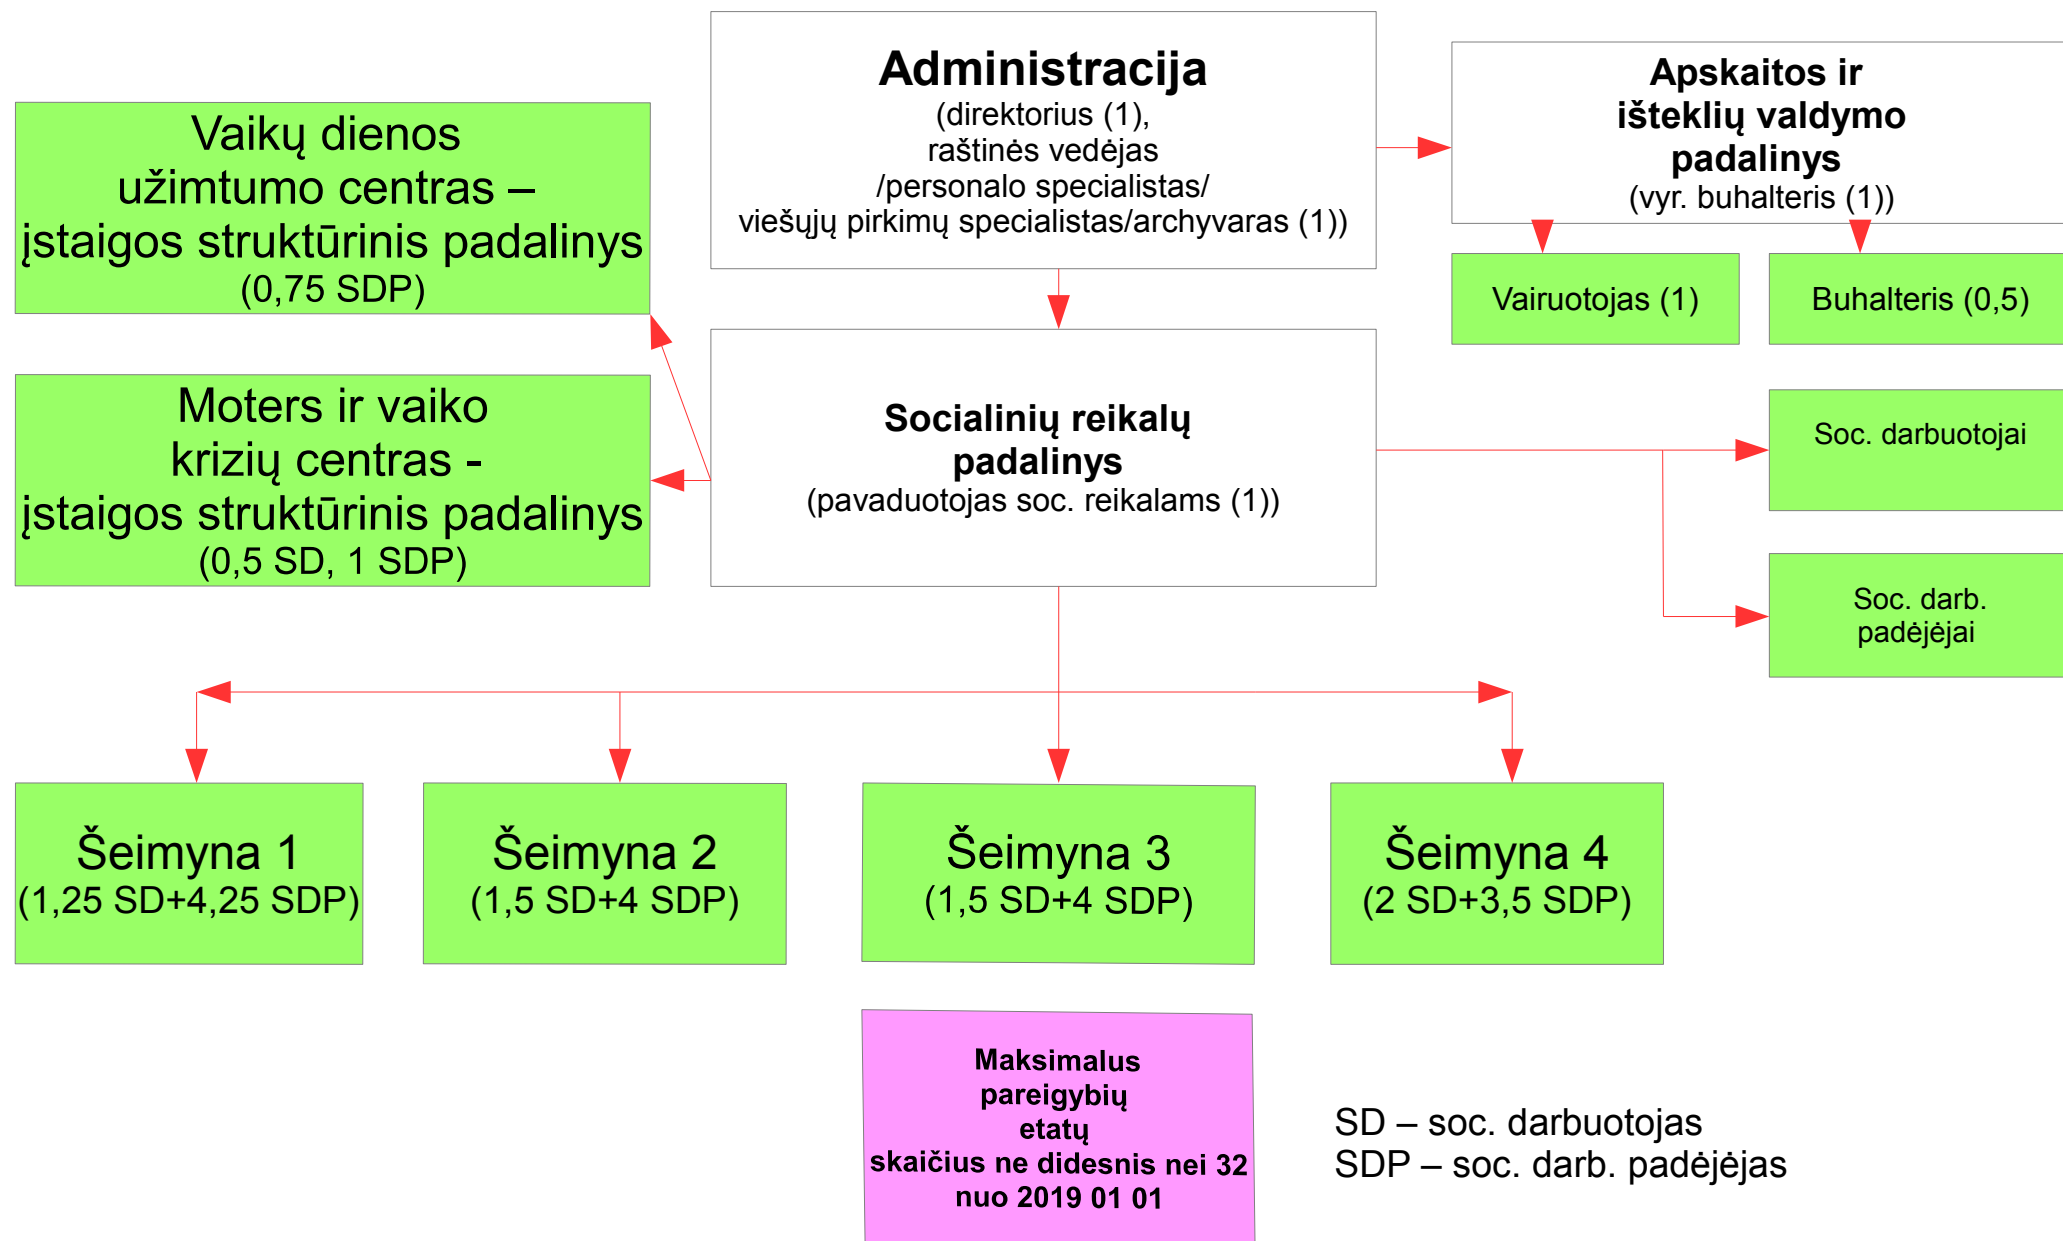 Administracija
(direktorius (1),
raštinės vedėjas
/personalo specialistas/
viešųjų pirkimų specialistas/archyvaras (1))
Apskaitos ir
išteklių valdymo
padalinys
(vyr. buhalteris (1))
Vaikų dienos
užimtumo centras –
įstaigos struktūrinis padalinys
(0,75 SDP)
Vairuotojas (1)
Buhalteris (0,5)
Moters ir vaiko
krizių centras -
įstaigos struktūrinis padalinys
(0,5 SD, 1 SDP)
Socialinių reikalų
padalinys
(pavaduotojas soc. reikalams (1))
Soc. darbuotojai
Soc. darb.
padėjėjai
Šeimyna 1
(1,25 SD+4,25 SDP)
Šeimyna 2
(1,5 SD+4 SDP)
Šeimyna 3
(1,5 SD+4 SDP)
Šeimyna 4
(2 SD+3,5 SDP)
Maksimalus
pareigybių
etatų
skaičius ne didesnis nei 32
nuo 2019 01 01
SD – soc. darbuotojas
SDP – soc. darb. padėjėjas